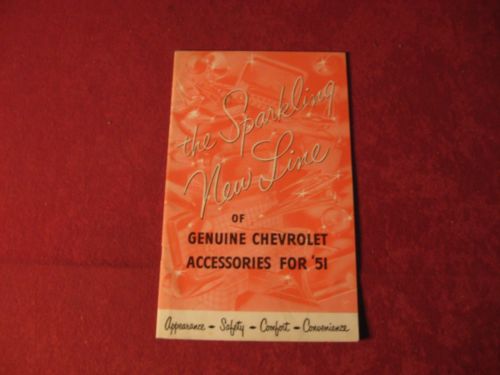 the Sparkling
New Line
OF
GENUINE CHEVROLET
ACCESSORIES FOR '51
Appearance - Safety - Comfort - Convenience